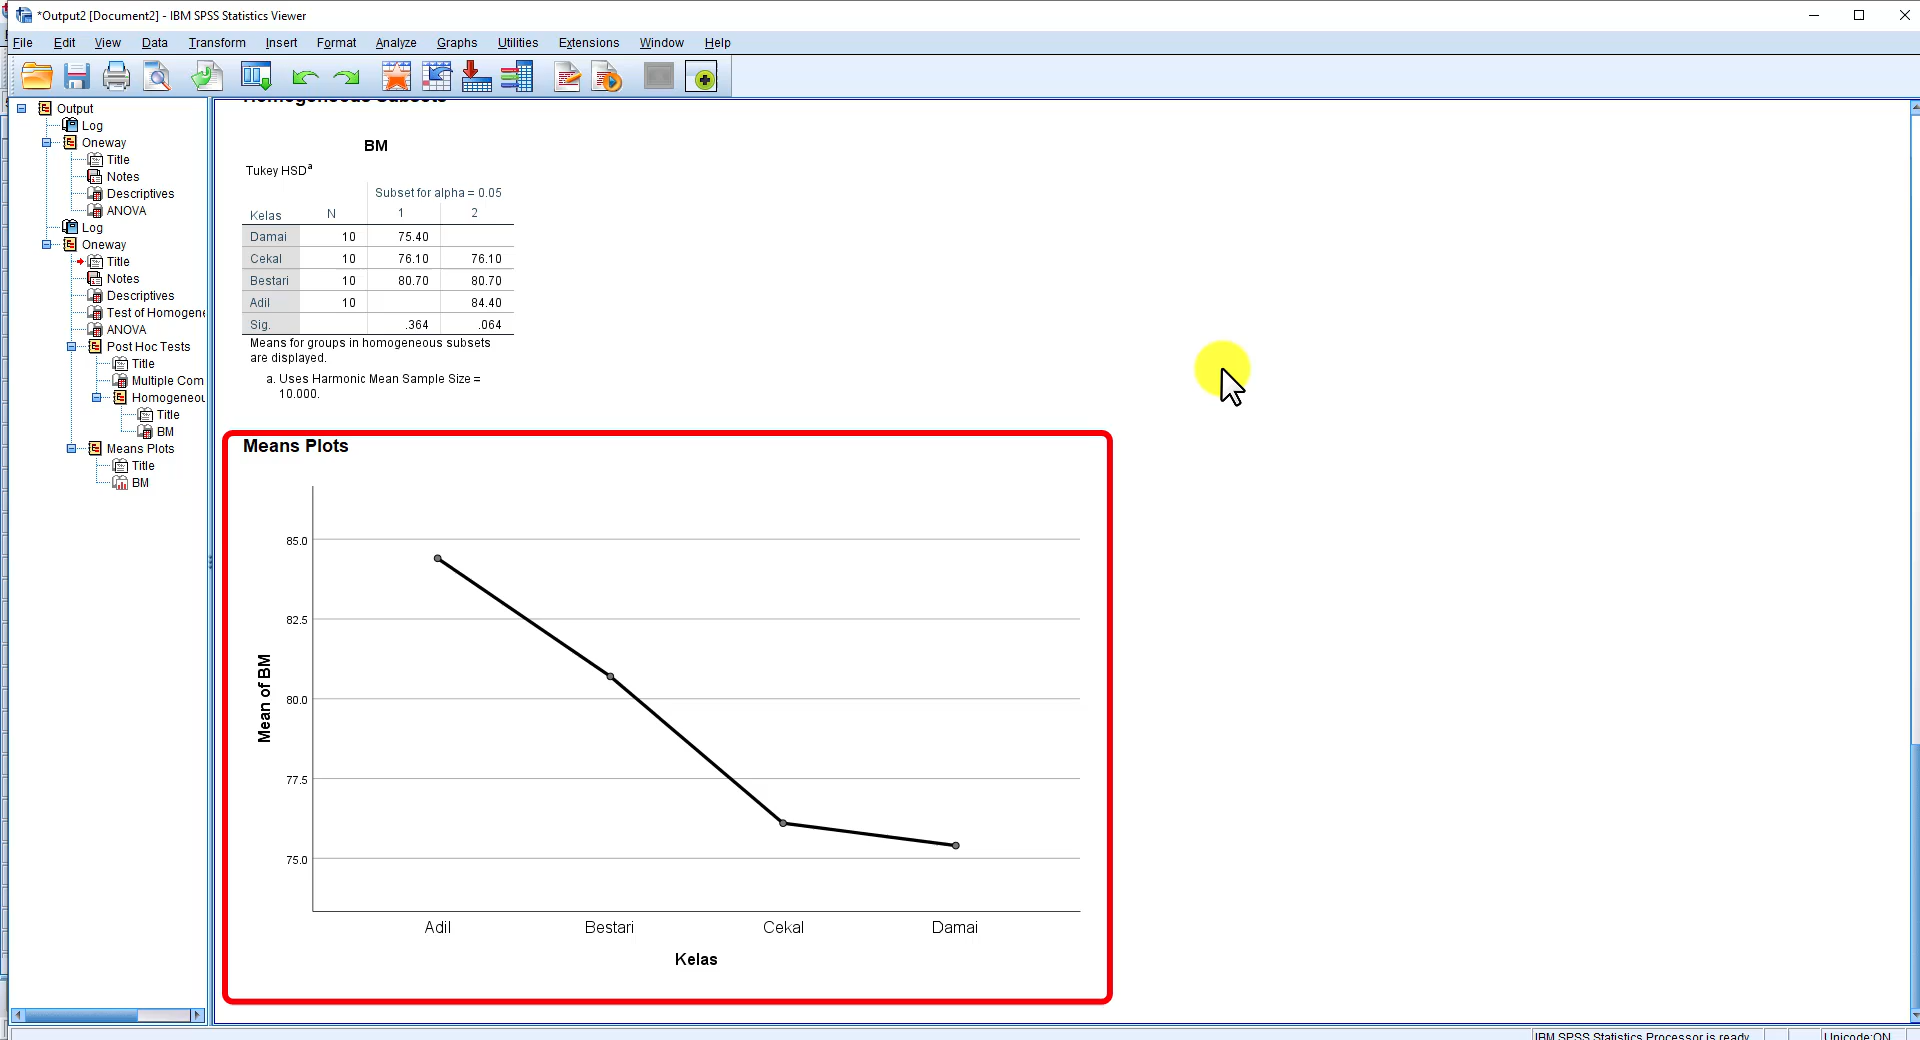 *Output2 [Document2] - IBM SPSS Statistics Viewer
File Edit View Data Transform Insert Format Analyze Graphs Utilities Extensions Window Help
Output
Log
Oneway
Title
Notes
Descriptives
ANOVA
Log
Oneway
Title
Notes
Descriptives
Test of Homogene
ANOVA
Post Hoc Tests
Title
Multiple Com
Homogeneou
Title
BM
Means Plots
Title
BM
Homogeneous Subsets
BM
Tukey HSDa
Subset for alpha = 0.05
Kelas N 1 2
Damai 10 75.40
Cekal 10 76.10 76.10
Bestari 10 80.70 80.70
Adil 10 84.40
Sig. .364 .064
Means for groups in homogeneous subsets
are displayed.
a. Uses Harmonic Mean Sample Size =
10.000.
Means Plots
85.0
82.5
80.0
77.5
75.0
Mean of BM
Adil Bestari Cekal Damai
Kelas
IBM SPSS Statistics Processor is ready Unicode:ON